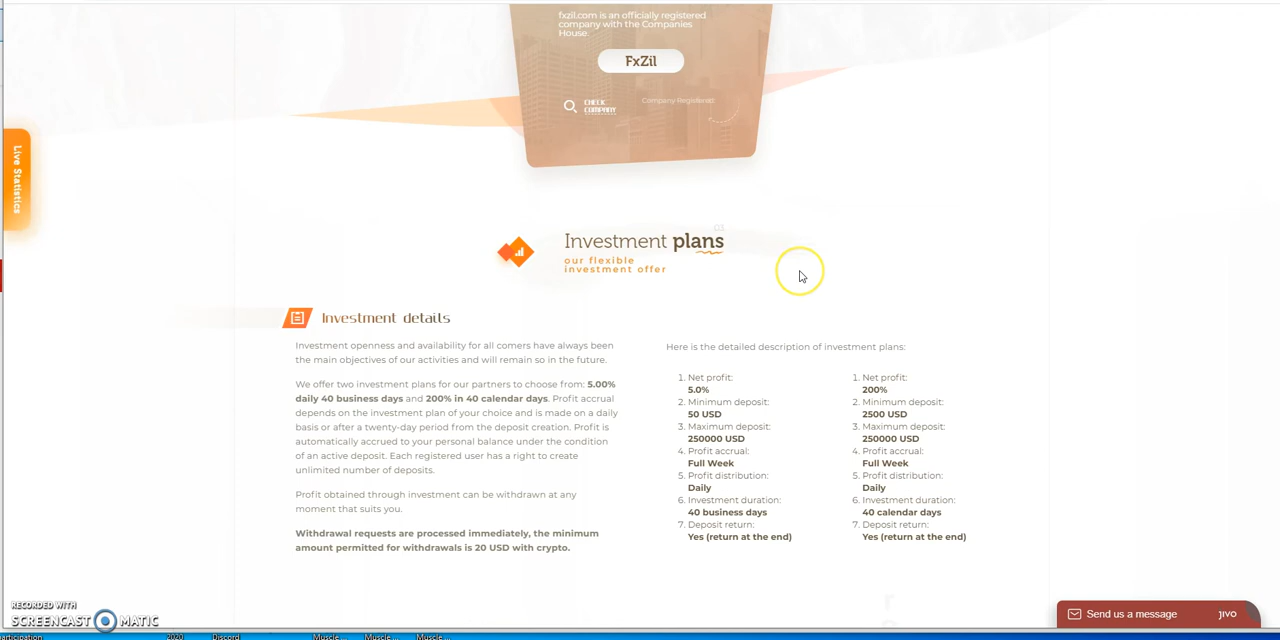 fxzil.com is an officially registered
company with the Companies
House.
FxZil
CHECK
COMPANY
Company Registered
Live Statistics
03
Investment plans
our flexible
investment offer
Investment details
Investment openness and availability for all comers have always been
the main objectives of our activities and will remain so in the future.
We offer two investment plans for our partners to choose from: 5.00%
daily 40 business days and 200% in 40 calendar days. Profit accrual
depends on the investment plan of your choice and is made on a daily
basis or after a twenty-day period from the deposit creation. Profit is
automatically accrued to your personal balance under the condition
of an active deposit. Each registered user has a right to create
unlimited number of deposits.
Profit obtained through investment can be withdrawn at any
moment that suits you.
Withdrawal requests are processed immediately, the minimum
amount permitted for withdrawals is 20 USD with crypto.
Here is the detailed description of investment plans:
1. Net profit:
5.0%
2. Minimum deposit:
50 USD
3. Maximum deposit:
250000 USD
4. Profit accrual:
Full Week
5. Profit distribution:
Daily
6. Investment duration:
40 business days
7. Deposit return:
Yes (return at the end)
1. Net profit:
200%
2. Minimum deposit:
2500 USD
3. Maximum deposit:
250000 USD
4. Profit accrual:
Full Week
5. Profit distribution:
Daily
6. Investment duration:
40 calendar days
7. Deposit return:
Yes (return at the end)
r
Send us a message
jivo
RECORDED WITH
SCREENCAST MATIC
articipation
2020
Discord
Muscle ...
Muscle ...
Muscle ...